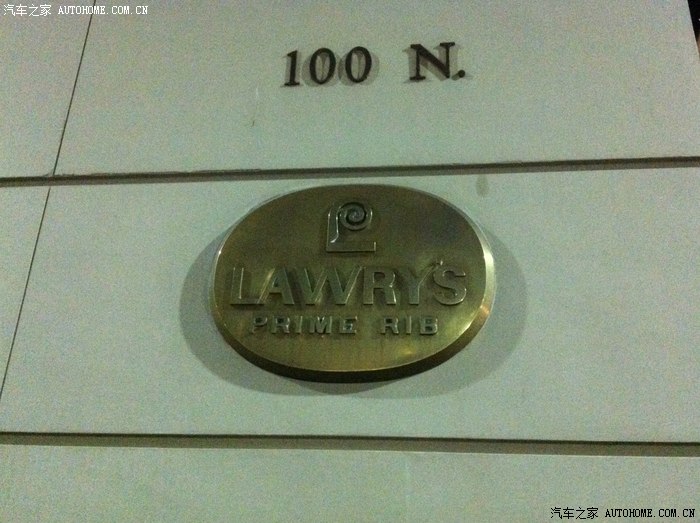 汽车之家 AUTOHOME.COM.CN
100 N.
LAWRY'S
PRIME RIB
汽车之家 AUTOHOME.COM.CN